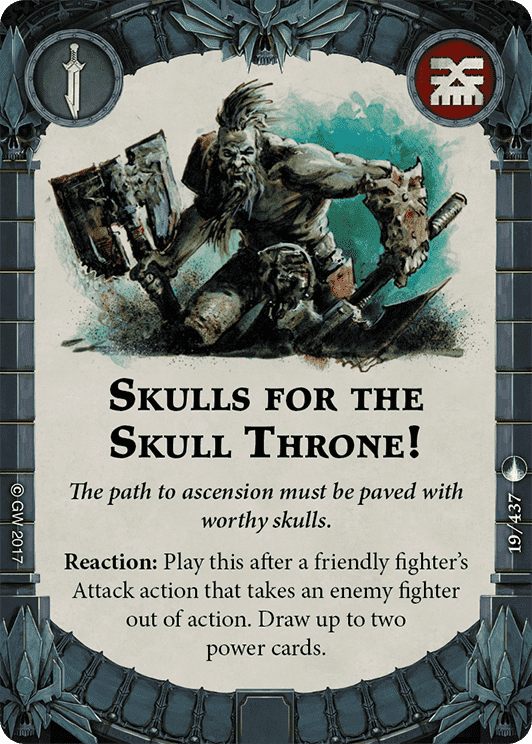 SKULLS FOR THE
SKULL THRONE!
The path to ascension must be paved with
worthy skulls.
Reaction: Play this after a friendly fighter's
Attack action that takes an enemy fighter
out of action. Draw up to two
power cards.
© GW 2017
19/437